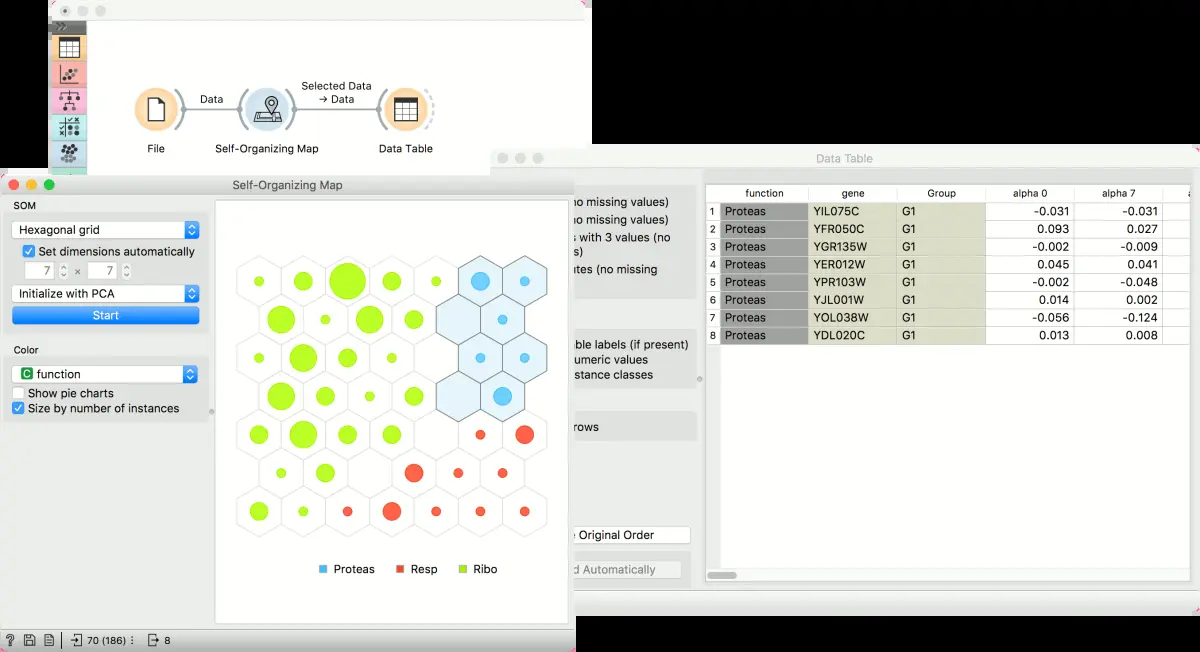 Data
Selected Data
→ Data
File
Self-Organizing Map
Data Table
Self-Organizing Map
SOM
Hexagonal grid
Set dimensions automatically
7 × 7
Initialize with PCA
Start
Color
C function
Show pie charts
Size by number of instances
Proteas Resp Ribo
? 70 (186) 8
Data Table
no missing values)
no missing values)
s with 3 values (no
s)
utes (no missing
ble labels (if present)
umeric values
stance classes
rows
e Original Order
d Automatically
function gene Group alpha 0 alpha 7
1 Proteas YIL075C G1 -0.031 -0.031
2 Proteas YFR050C G1 0.093 0.027
3 Proteas YGR135W G1 -0.002 -0.009
4 Proteas YER012W G1 0.045 0.041
5 Proteas YPR103W G1 -0.002 -0.048
6 Proteas YJL001W G1 0.014 0.002
7 Proteas YOL038W G1 -0.056 -0.124
8 Proteas YDL020C G1 0.013 0.008